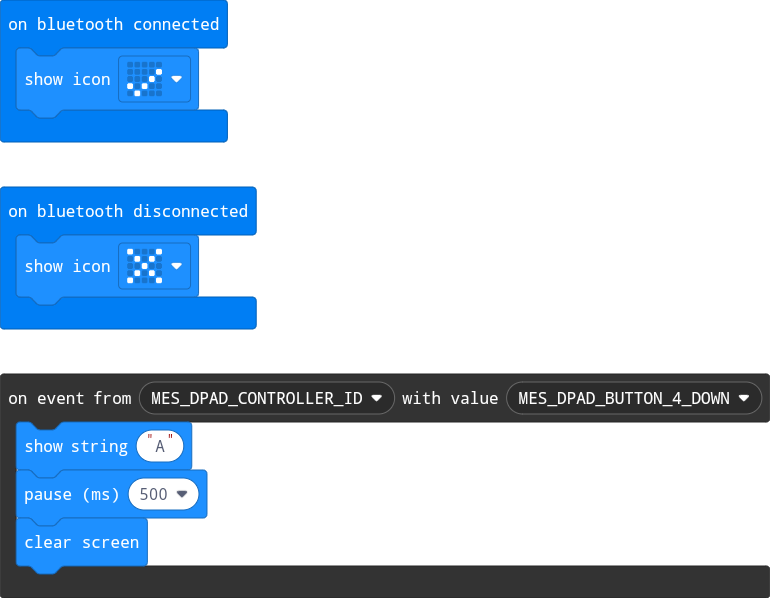 on bluetooth connected
show icon
on bluetooth disconnected
show icon
on event from MES_DPAD_CONTROLLER_ID with value MES_DPAD_BUTTON_4_DOWN
show string "A"
pause (ms) 500
clear screen